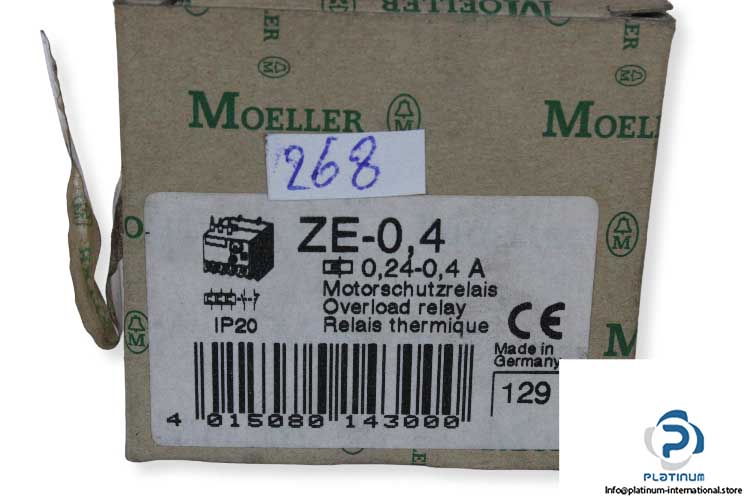 MOELLER
MOELLER
MOELL
268
ZE-0,4
0,24-0,4 A
Motorschutzrelais
Overload relay
Relais thermique
IP20
CE
Made in
Germany
129
4 015080 143000
PLATINUM
Info@platinum-international.store